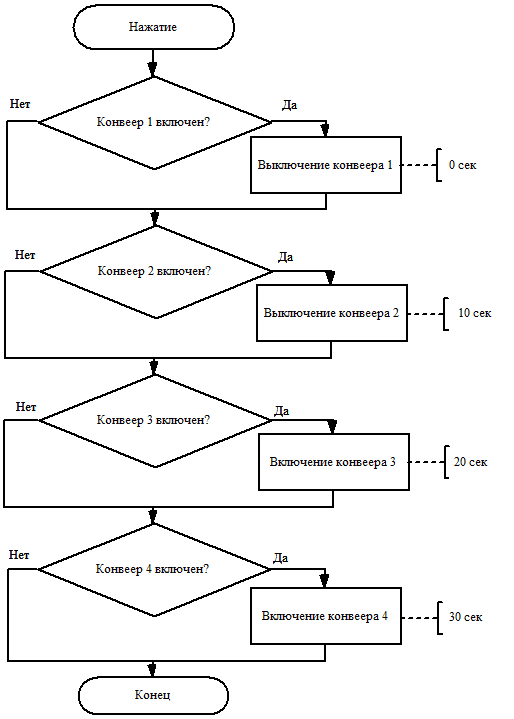 Нажатие
Нет
Да
Конвеер 1 включен?
Выключение конвеера 1
0 сек
Нет
Да
Конвеер 2 включен?
Выключение конвеера 2
10 сек
Нет
Да
Конвеер 3 включен?
Включение конвеера 3
20 сек
Нет
Да
Конвеер 4 включен?
Включение конвеера 4
30 сек
Конец